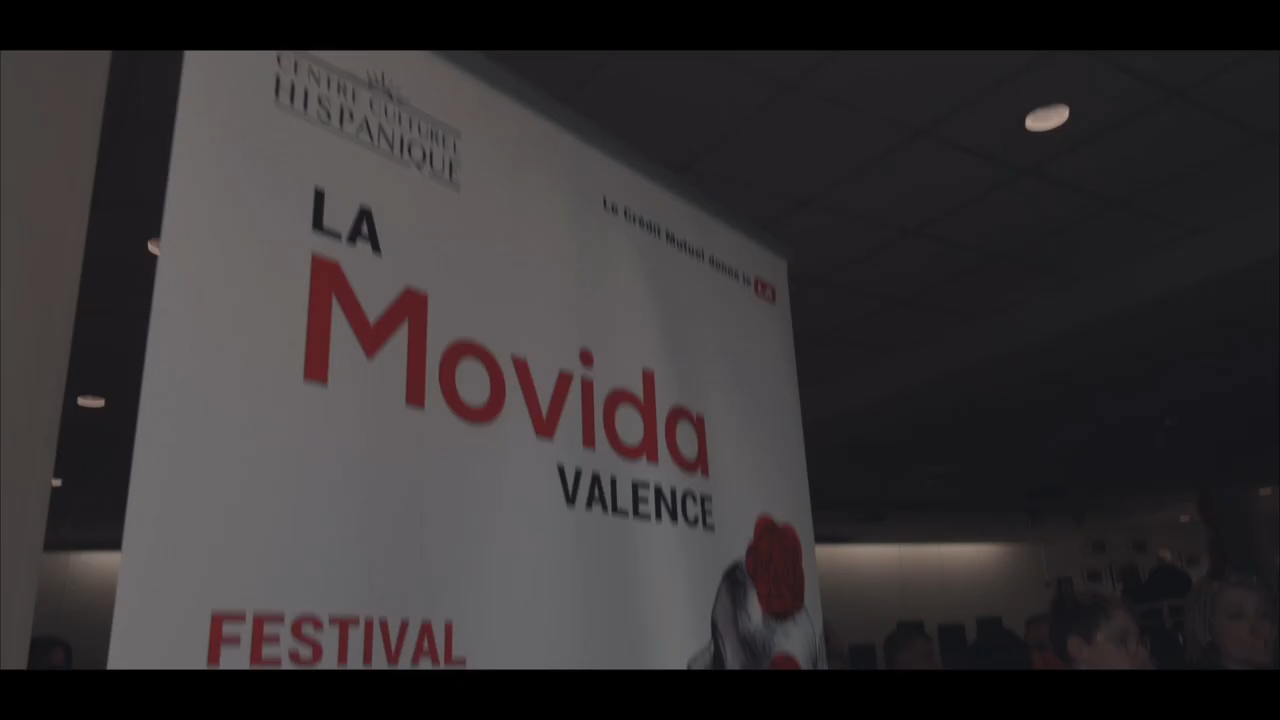 CENTRE CULTUREL
HISPANIQUE
LA
Le Crédit Mutuel donne le LA
Movida
VALENCE
FESTIVAL